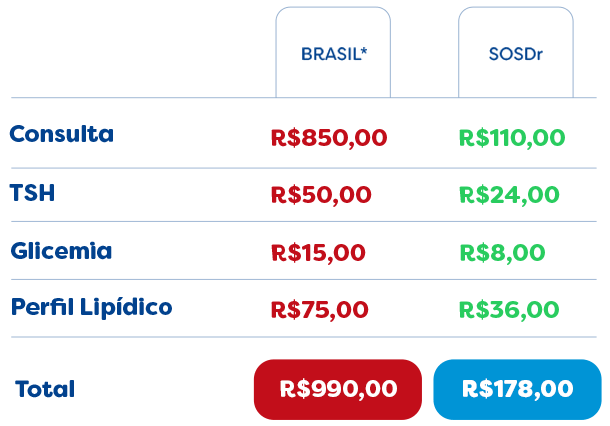 BRASIL* SOSDr
Consulta R$850,00 R$110,00
TSH R$50,00 R$24,00
Glicemia R$15,00 R$8,00
Perfil Lipídico R$75,00 R$36,00
Total R$990,00 R$178,00